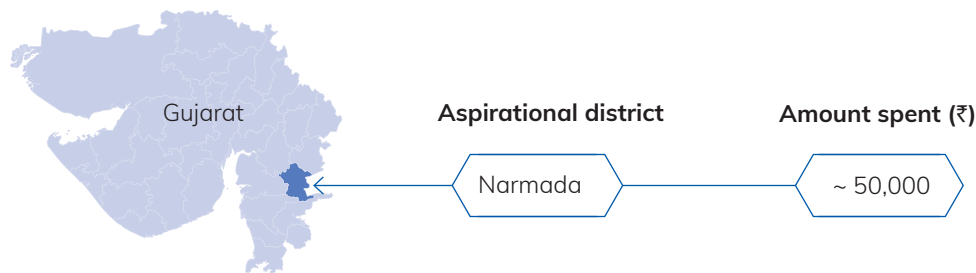 Gujarat
Aspirational district
Amount spent (₹)
Narmada
~ 50,000